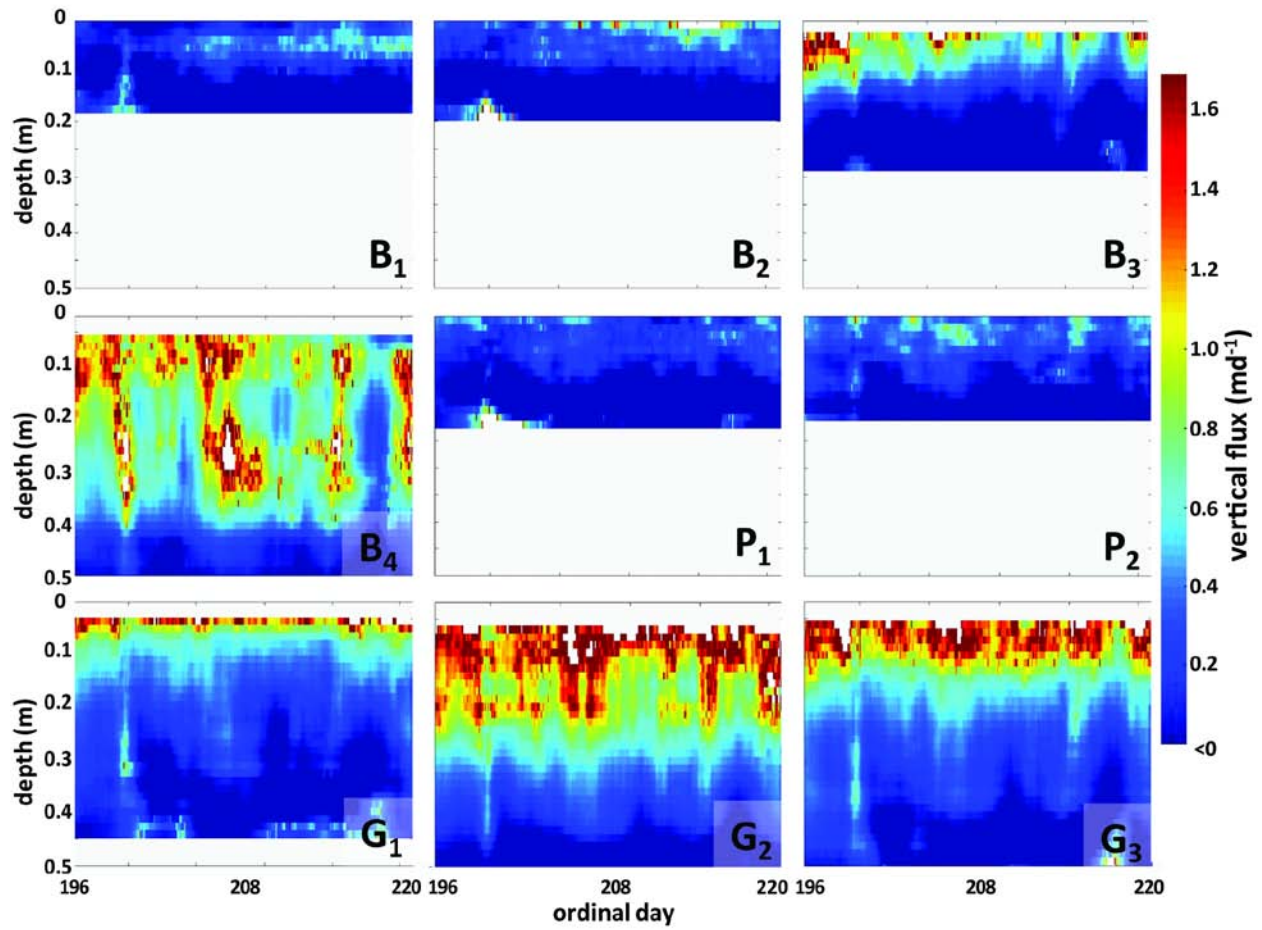 0
0.1
0.2
0.3
0.4
0.5
depth (m)
B1
B2
B3
0
0.1
0.2
0.3
0.4
0.5
depth (m)
B4
P1
P2
0
0.1
0.2
0.3
0.4
0.5
depth (m)
G1
G2
G3
196 208 220
196 208 220
196 208 220
ordinal day
1.6
1.4
1.2
1.0
0.8
0.6
0.4
0.2
<0
vertical flux (md-1)